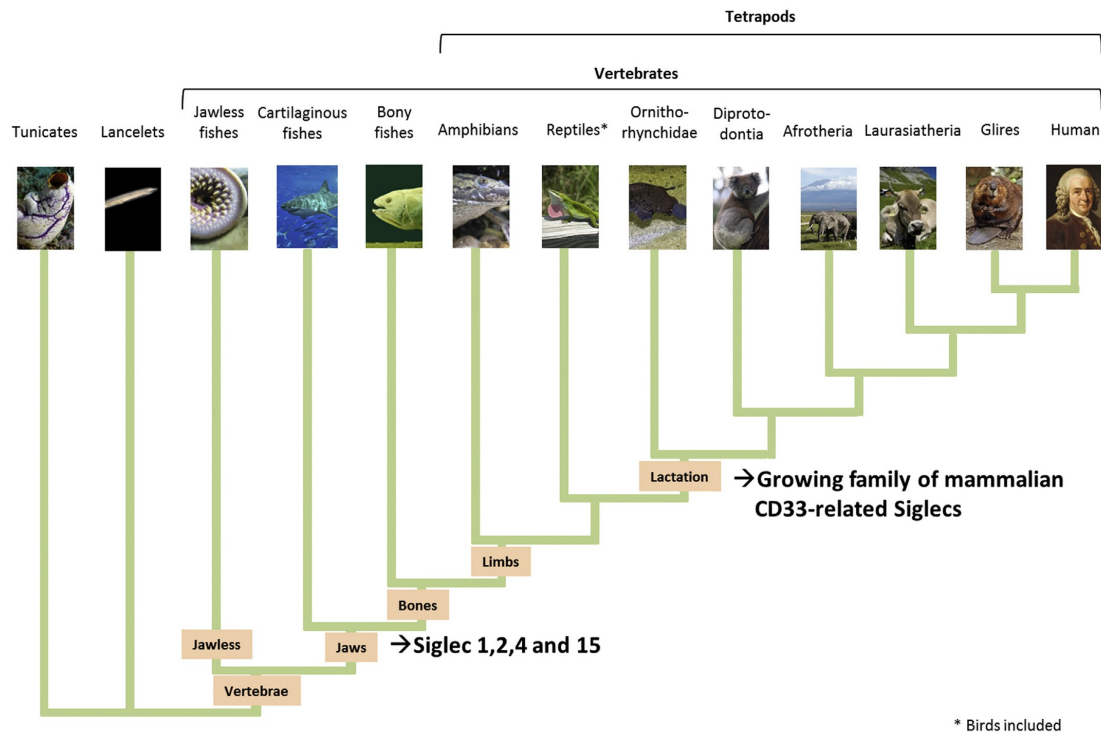 Tetrapods
Vertebrates
Tunicates
Lancelets
Jawless
fishes
Cartilaginous
fishes
Bony
fishes
Amphibians
Reptiles*
Ornitho-
rhynchidae
Diproto-
dontia
Afrotheria
Laurasiatheria
Glires
Human
Lactation
→Growing family of mammalian
CD33-related Siglecs
Limbs
Bones
Jawless
Jaws
→Siglec 1,2,4 and 15
Vertebrae
* Birds included